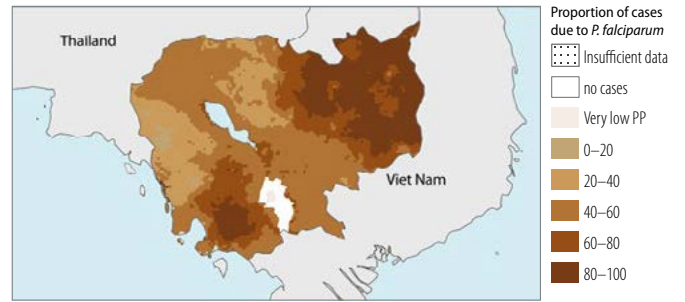 Thailand
Viet Nam
Proportion of cases
due to P. falciparum
Insufficient data
no cases
Very low PP
0–20
20–40
40–60
60–80
80–100